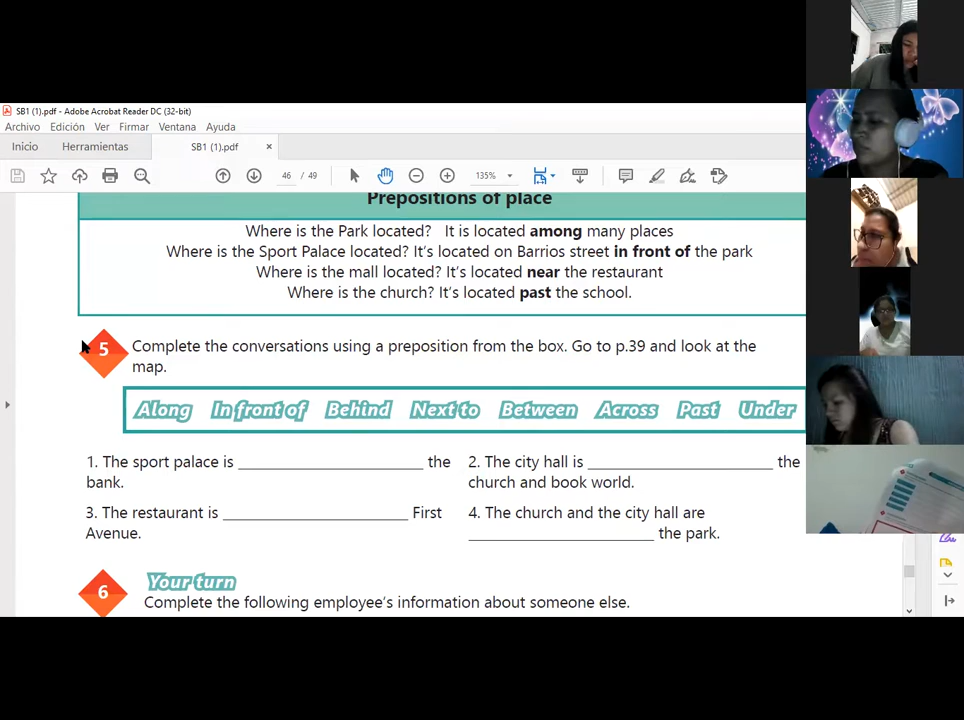 SB1 (1).pdf - Adobe Acrobat Reader DC (32-bit)
Archivo Edición Ver Firmar Ventana Ayuda
Inicio Herramientas SB1 (1).pdf ×
46 / 49 135%
Prepositions of place
Where is the Park located? It is located among many places
Where is the Sport Palace located? It's located on Barrios street in front of the park
Where is the mall located? It's located near the restaurant
Where is the church? It's located past the school.
5 Complete the conversations using a preposition from the box. Go to p.39 and look at the
map.
Along In front of Behind Next to Between Across Past Under
1. The sport palace is ____________________ the
bank.
2. The city hall is ____________________ the
church and book world.
3. The restaurant is ____________________ First
Avenue.
4. The church and the city hall are
____________________ the park.
6 Your turn
Complete the following employee's information about someone else.